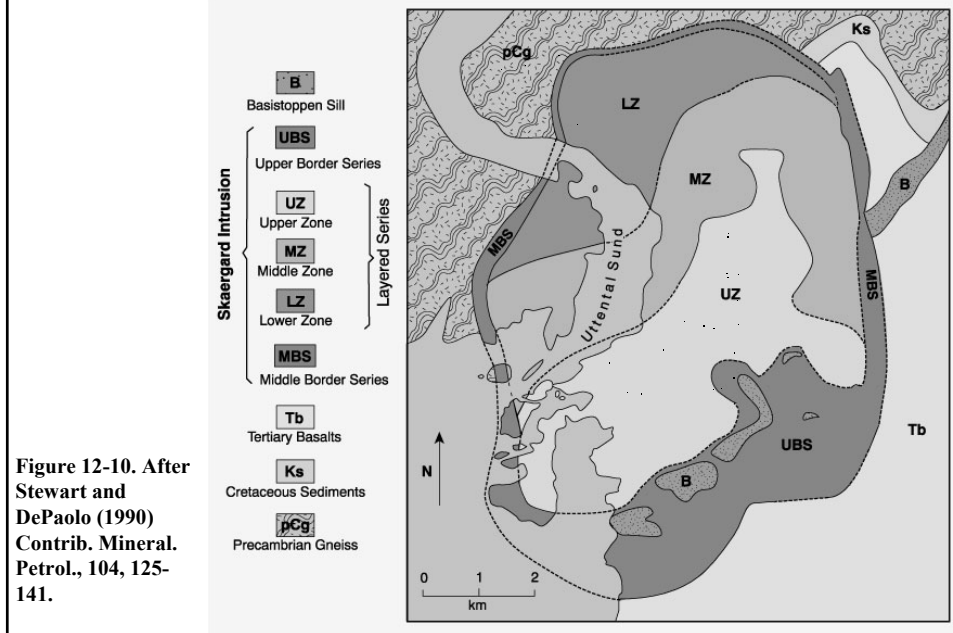 B
Basistoppen Sill
Skaergard Intrusion
UBS
Upper Border Series
Layered Series
UZ
Upper Zone
MZ
Middle Zone
LZ
Lower Zone
MBS
Middle Border Series
Tb
Tertiary Basalts
Ks
Cretaceous Sediments
pCg
Precambrian Gneiss
Figure 12-10. After
Stewart and
DePaolo (1990)
Contrib. Mineral.
Petrol., 104, 125-
141.
pCg
Ks
LZ
MZ
B
MBS
Uttental Sund
UZ
MBS
UBS
Tb
B
N
0 1 2
km